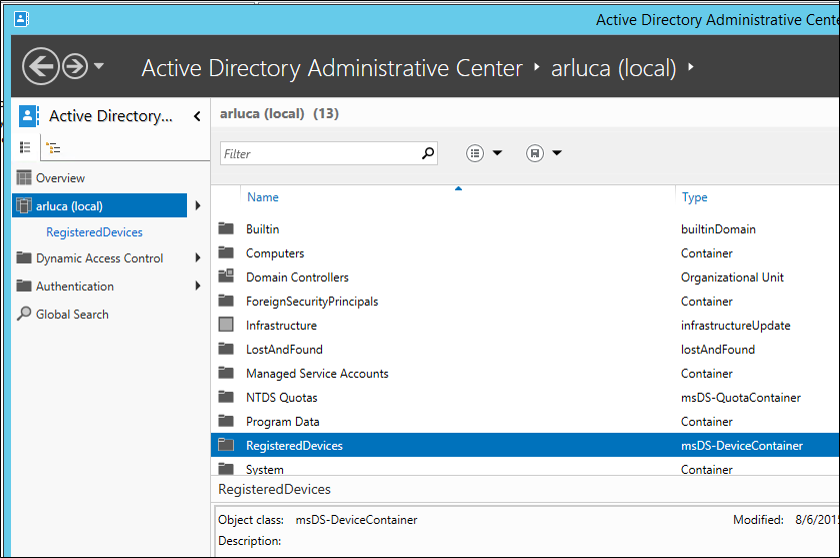 Active Directory Administrative Cente
Active Directory Administrative Center ‣ arluca (local) ‣
Active Directory...
Overview
arluca (local)
RegisteredDevices
Dynamic Access Control
Authentication
Global Search
arluca (local) (13)
Filter
Name Type
Builtin builtinDomain
Computers Container
Domain Controllers Organizational Unit
ForeignSecurityPrincipals Container
Infrastructure infrastructureUpdate
LostAndFound lostAndFound
Managed Service Accounts Container
NTDS Quotas msDS-QuotaContainer
Program Data Container
RegisteredDevices msDS-DeviceContainer
System Container
RegisteredDevices
Object class: msDS-DeviceContainer Modified: 8/6/2015
Description: